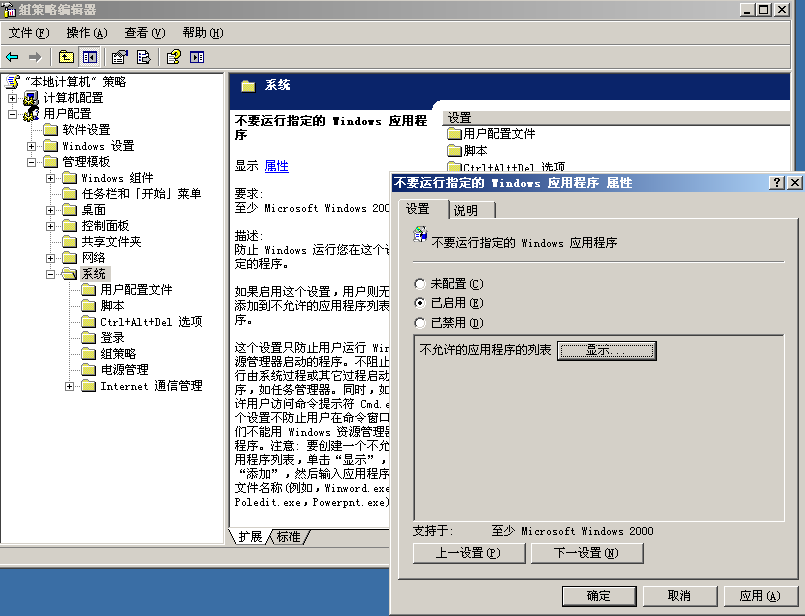 组策略编辑器
文件(F) 操作(A) 查看(V) 帮助(H)
“本地计算机” 策略
计算机配置
用户配置
软件设置
Windows 设置
管理模板
Windows 组件
任务栏和「开始」菜单
桌面
控制面板
共享文件夹
网络
系统
用户配置文件
脚本
Ctrl+Alt+Del 选项
登录
组策略
电源管理
Internet 通信管理
系统
不要运行指定的 Windows 应用程
序
显示 属性
要求:
至少 Microsoft Windows 200
描述:
防止 Windows 运行您在这个设
定的程序。
如果启用这个设置，用户则无
添加到不允许的应用程序列表
序。
这个设置只防止用户运行 Win
源管理器启动的程序。不阻止
行由系统过程或其它过程启动
序，如任务管理器。同时，如
许用户访问命令提示符 Cmd.e
个设置不防止用户在命令窗口
们不能用 Windows 资源管理器
程序。注意: 要创建一个不允
用程序列表，单击“显示”，
“添加”，然后输入应用程序
文件名称(例如，Winword.exe
Poledit.exe，Powerpnt.exe)
扩展 标准
设置
用户配置文件
脚本
Ctrl+Alt+Del 选项
不要运行指定的 Windows 应用程序 属性
设置 说明
不要运行指定的 Windows 应用程序
未配置(C)
已启用(E)
已禁用(D)
不允许的应用程序的列表 显示...
支持于: 至少 Microsoft Windows 2000
上一设置(P) 下一设置(N)
确定 取消 应用(A)